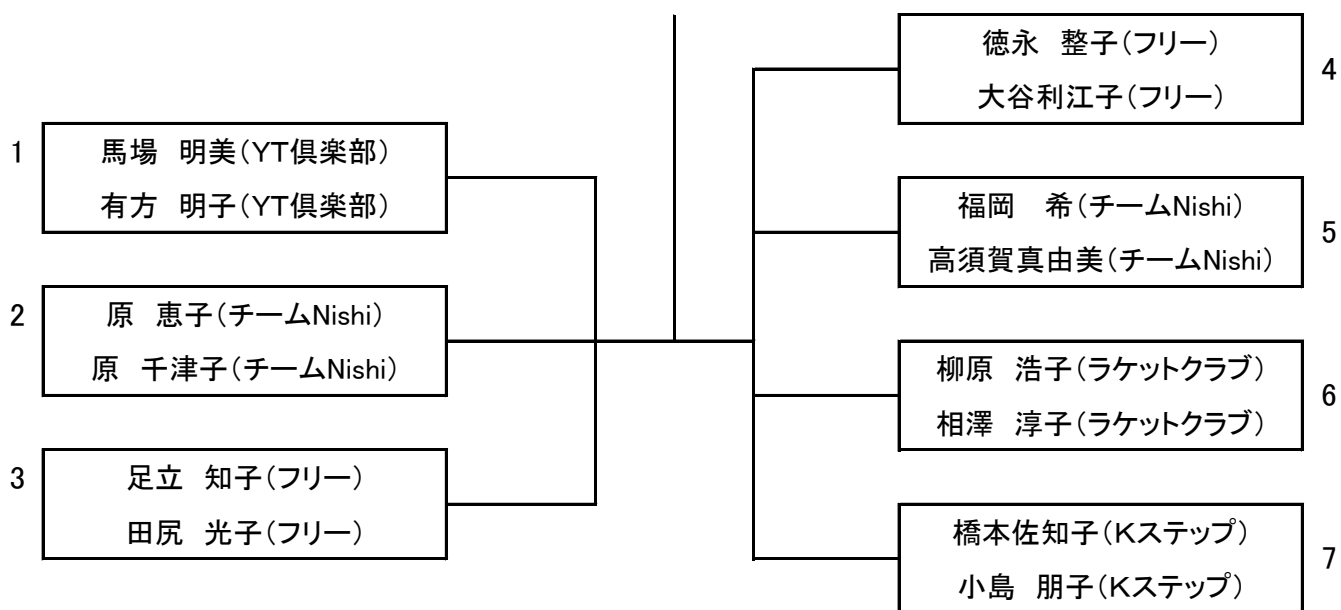 1
馬場　明美（YT倶楽部）
有方　明子（YT倶楽部）
2
原　恵子（チームNishi）
原　千津子（チームNishi）
3
足立　知子（フリー）
田尻　光子（フリー）
徳永　整子（フリー）
大谷利江子（フリー）
4
福岡　希（チームNishi）
高須賀真由美（チームNishi）
5
柳原　浩子（ラケットクラブ）
相澤　淳子（ラケットクラブ）
6
橋本佐知子（Kステップ）
小島　朋子（Kステップ）
7